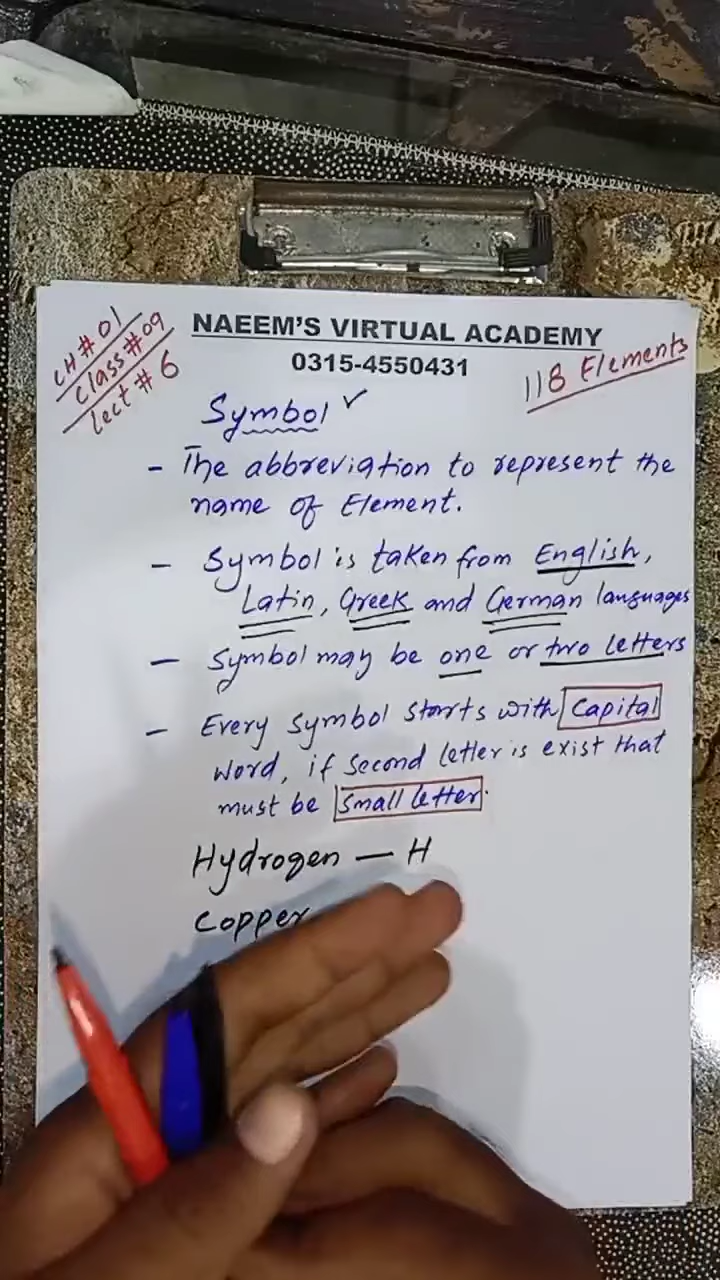 CH # 01
Class # 09
Lect # 6
NAEEM'S VIRTUAL ACADEMY
0315-4550431
118 Elements
Symbol ✓
- The abbreviation to represent the
name of Element.
- Symbol is taken from English,
Latin, Greek and German languages
- Symbol may be one or two letters
- Every symbol starts with Capital
word, if second letter is exist that
must be small letter.
Hydrogen — H
Copper